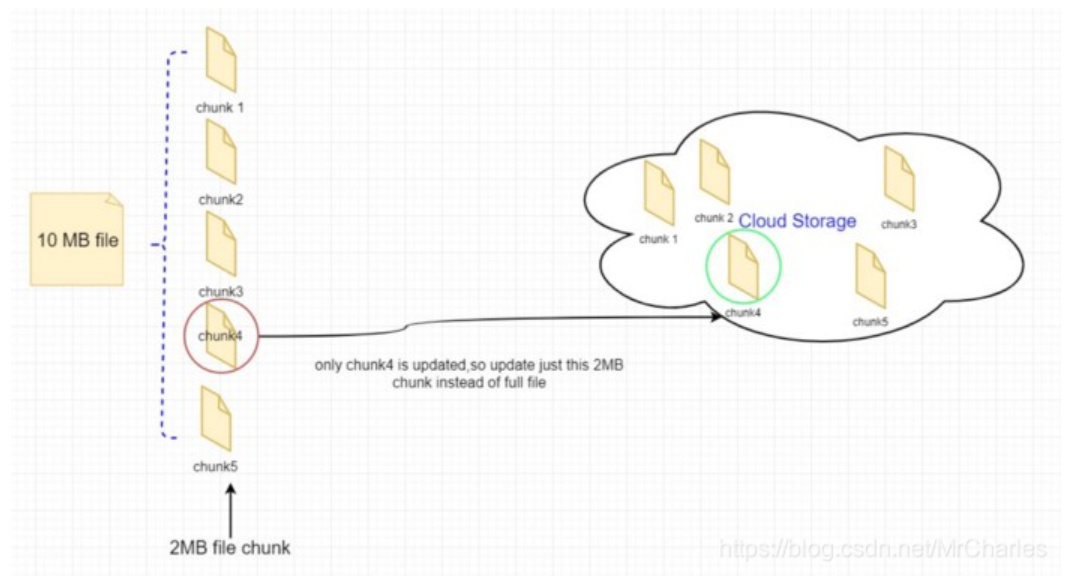 chunk 1
chunk2
10 MB file
chunk3
chunk4
chunk5
2MB file chunk
only chunk4 is updated,so update just this 2MB
chunk instead of full file
Cloud Storage
chunk 1
chunk 2
chunk3
chunk4
chunk5
https://blog.csdn.net/MrCharles